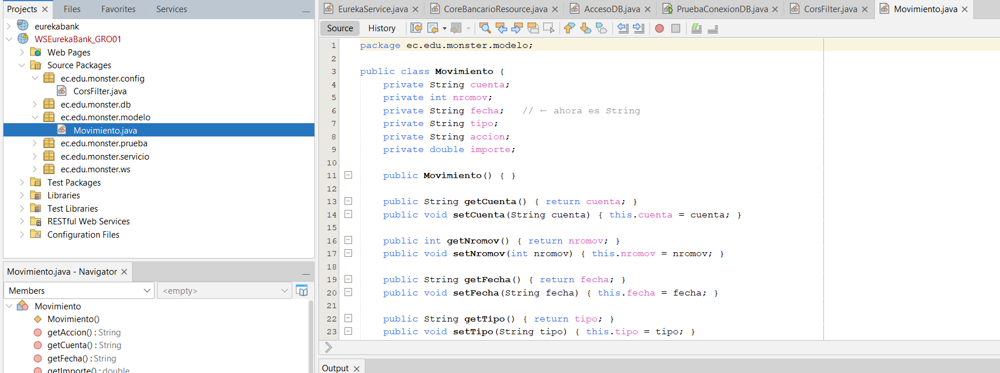 Projects
Files
Favorites
Services
eurekabank
WSEurekaBank_GRO01
Web Pages
Source Packages
ec.edu.monster.config
CorsFilter.java
ec.edu.monster.db
ec.edu.monster.modelo
Movimiento.java
ec.edu.monster.prueba
ec.edu.monster.servicio
ec.edu.monster.ws
Test Packages
Libraries
Test Libraries
RESTful Web Services
Configuration Files
Movimiento.java - Navigator
Members
<empty>
Movimiento
Movimiento()
getAccion() : String
getCuenta() : String
getFecha() : String
getImporte() : double
EurekaService.java
CoreBancarioResource.java
AccesoDB.java
PruebaConexionDB.java
CorsFilter.java
Movimiento.java
Source
History
1 package ec.edu.monster.modelo;
2
3 public class Movimiento {
4 private String cuenta;
5 private int nromov;
6 private String fecha; // ← ahora es String
7 private String tipo;
8 private String accion;
9 private double importe;
10
11 public Movimiento() { }
12
13 public String getCuenta() { return cuenta; }
14 public void setCuenta(String cuenta) { this.cuenta = cuenta; }
15
16 public int getNromov() { return nromov; }
17 public void setNromov(int nromov) { this.nromov = nromov; }
18
19 public String getFecha() { return fecha; }
20 public void setFecha(String fecha) { this.fecha = fecha; }
21
22 public String getTipo() { return tipo; }
23 public void setTipo(String tipo) { this.tipo = tipo; }
Output